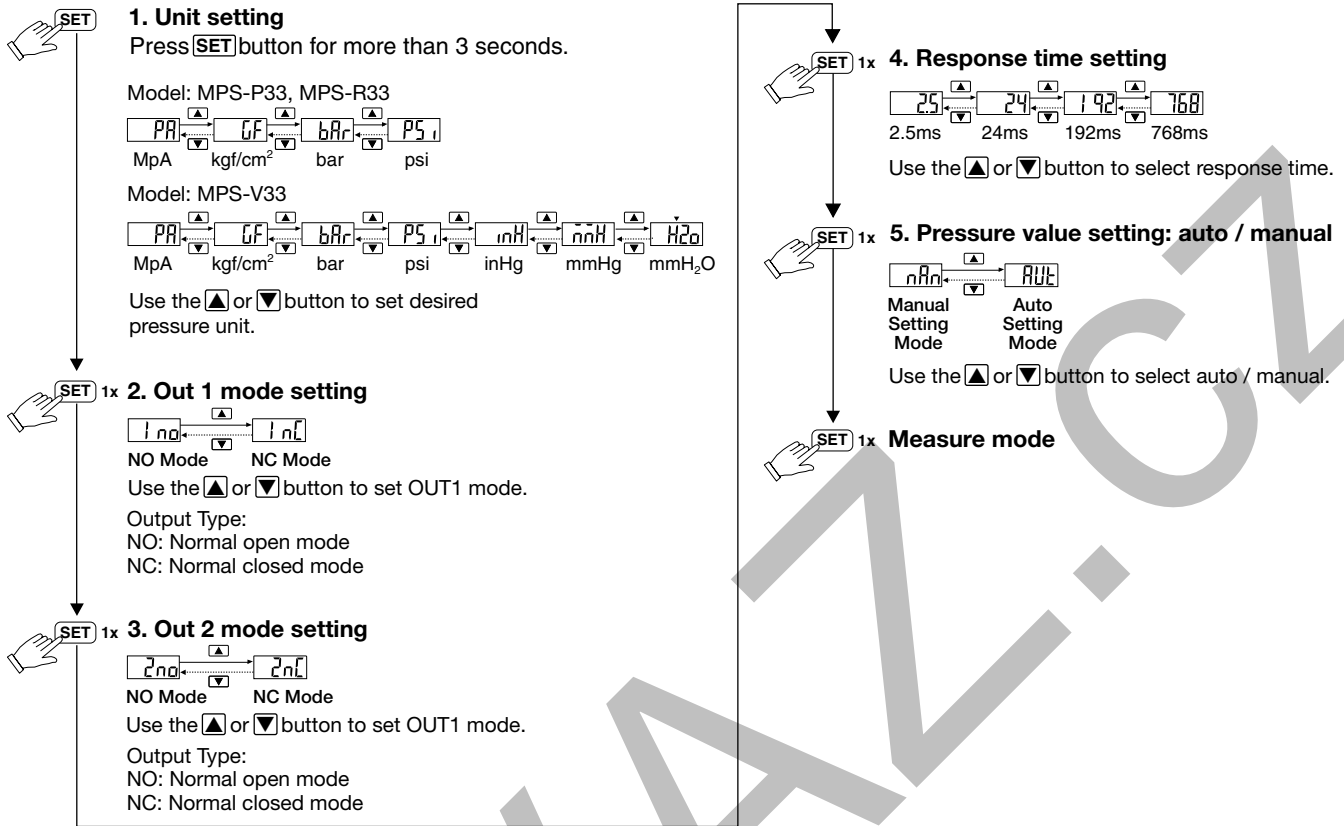 SET 1. Unit setting
Press SET button for more than 3 seconds.
Model: MPS-P33, MPS-R33
▲ ▲ ▲
PA GF bAr PSi
▼ ▼ ▼
MpA kgf/cm² bar psi
Model: MPS-V33
▲ ▲ ▲ ▲ ▲ ▲
PA GF bAr PSi inH mmH H2o
▼ ▼ ▼ ▼ ▼ ▼
MpA kgf/cm² bar psi inHg mmHg mmH₂O
Use the ▲ or ▼ button to set desired
pressure unit.
SET 1x 2. Out 1 mode setting
▲
1no 1nC
▼
NO Mode NC Mode
Use the ▲ or ▼ button to set OUT1 mode.
Output Type:
NO: Normal open mode
NC: Normal closed mode
SET 1x 3. Out 2 mode setting
▲
2no 2nC
▼
NO Mode NC Mode
Use the ▲ or ▼ button to set OUT1 mode.
Output Type:
NO: Normal open mode
NC: Normal closed mode
SET 1x 4. Response time setting
▲ ▲ ▲
2.5 24 192 768
▼ ▼ ▼
2.5ms 24ms 192ms 768ms
Use the ▲ or ▼ button to select response time.
SET 1x 5. Pressure value setting: auto / manual
▲
nAn AUt
▼
Manual Auto
Setting Setting
Mode Mode
Use the ▲ or ▼ button to select auto / manual.
SET 1x Measure mode
AZ.CZ